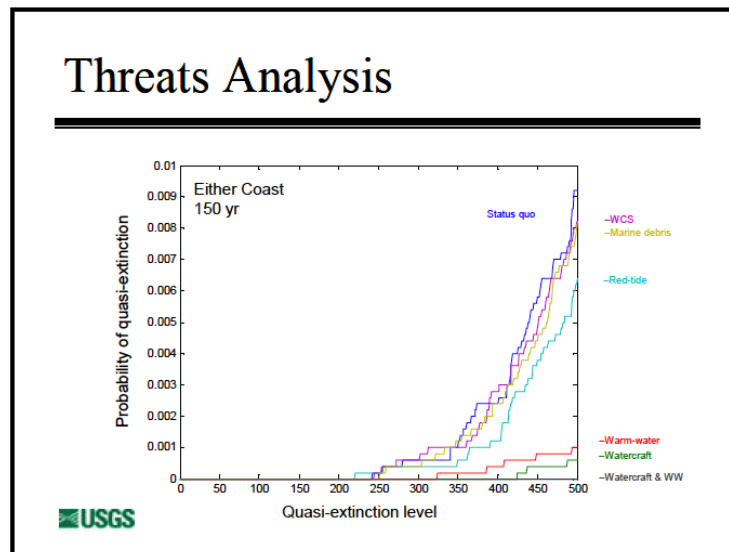 Threats Analysis
Either Coast
150 yr
Status quo
–WCS
–Marine debris
–Red-tide
–Warm-water
–Watercraft
–Watercraft & WW
0.01
0.009
0.008
0.007
0.006
0.005
0.004
0.003
0.002
0.001
0
Probability of quasi-extinction
0 50 100 150 200 250 300 350 400 450 500
Quasi-extinction level
USGS